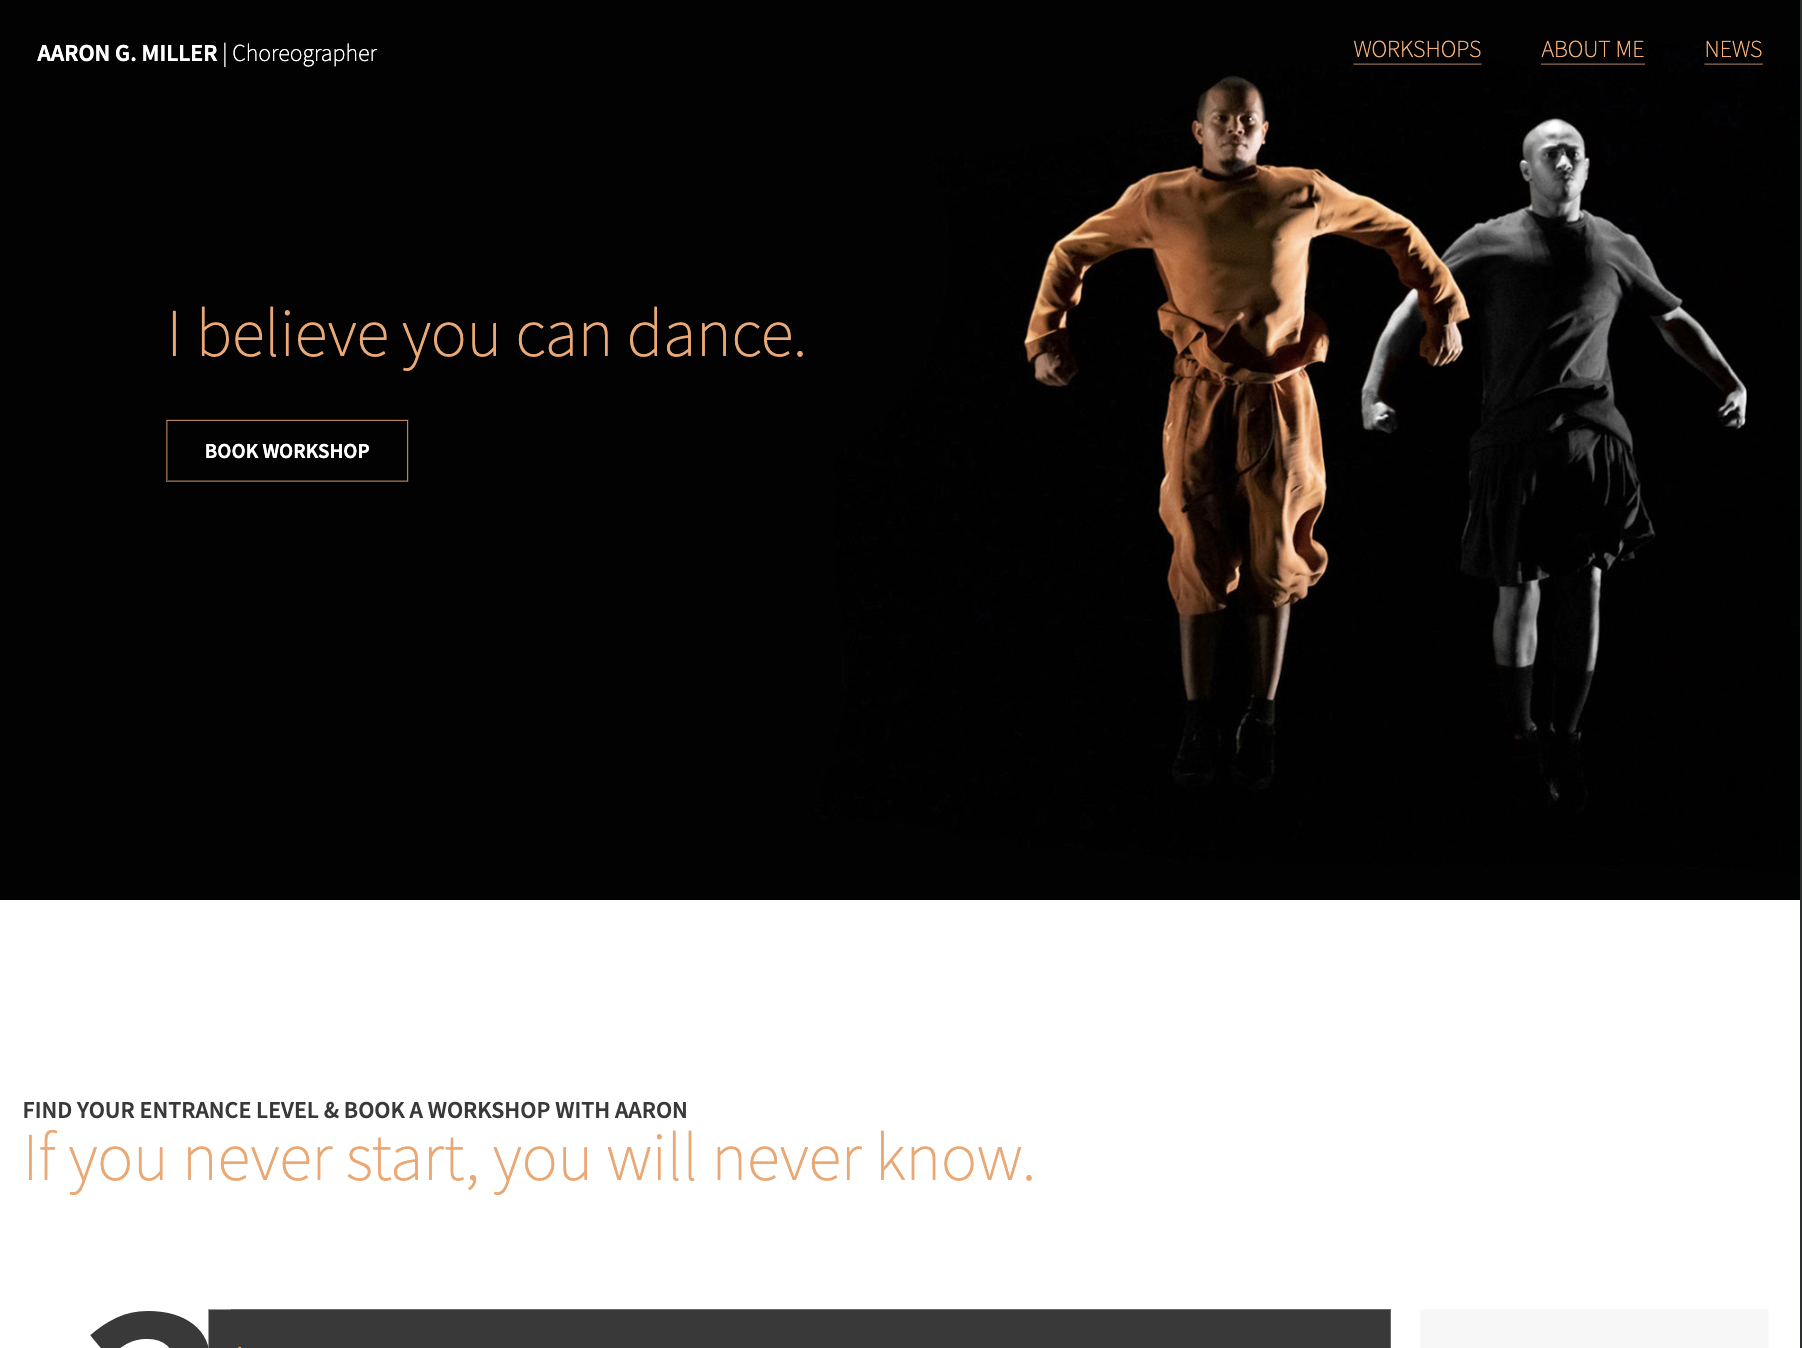 AARON G. MILLER | Choreographer
WORKSHOPS
ABOUT ME
NEWS
I believe you can dance.
BOOK WORKSHOP
FIND YOUR ENTRANCE LEVEL & BOOK A WORKSHOP WITH AARON
If you never start, you will never know.